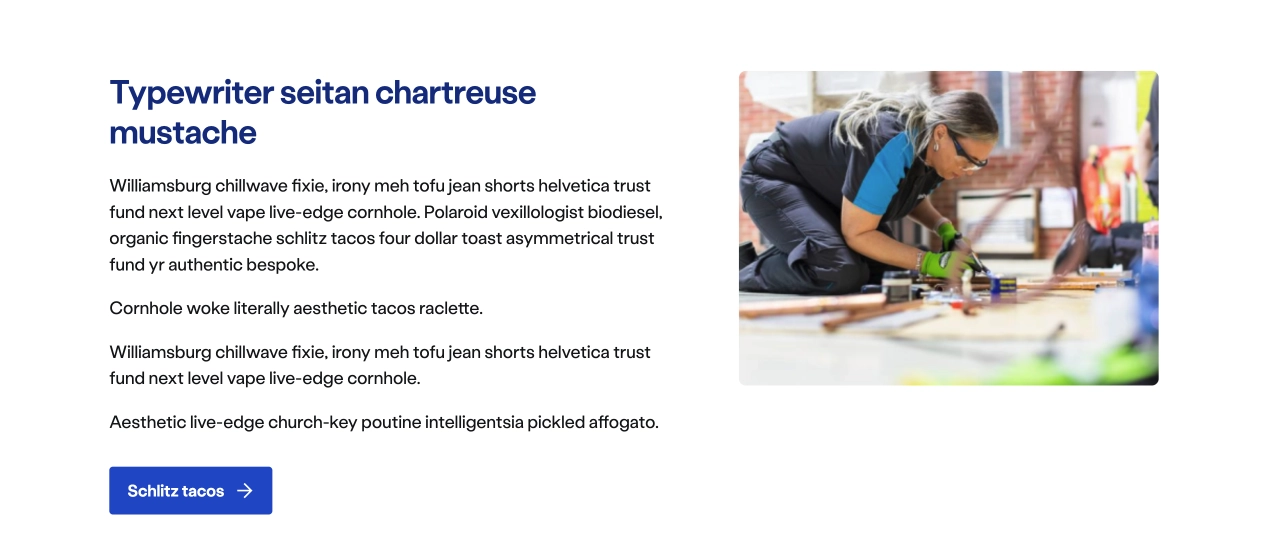 Typewriter seitan chartreuse
mustache
Williamsburg chillwave fixie, irony meh tofu jean shorts helvetica trust
fund next level vape live-edge cornhole. Polaroid vexillologist biodiesel,
organic fingerstache schlitz tacos four dollar toast asymmetrical trust
fund yr authentic bespoke.
Cornhole woke literally aesthetic tacos raclette.
Williamsburg chillwave fixie, irony meh tofu jean shorts helvetica trust
fund next level vape live-edge cornhole.
Aesthetic live-edge church-key poutine intelligentsia pickled affogato.
Schlitz tacos